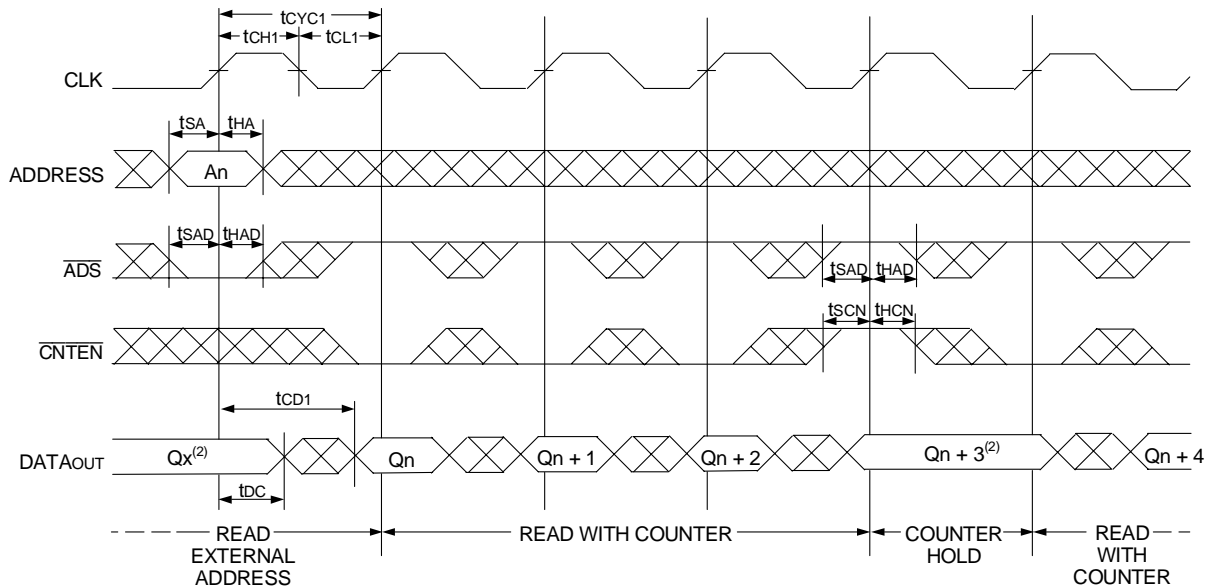 tCYC1
tCH1 tCL1
CLK
tSA tHA
ADDRESS An
tSAD tHAD
ADS
tSAD tHAD
tSCN tHCN
CNTEN
tCD1
DATAOUT Qx(2) Qn Qn + 1 Qn + 2 Qn + 3(2) Qn + 4
tDC
READ EXTERNAL ADDRESS
READ WITH COUNTER
COUNTER HOLD
READ WITH COUNTER